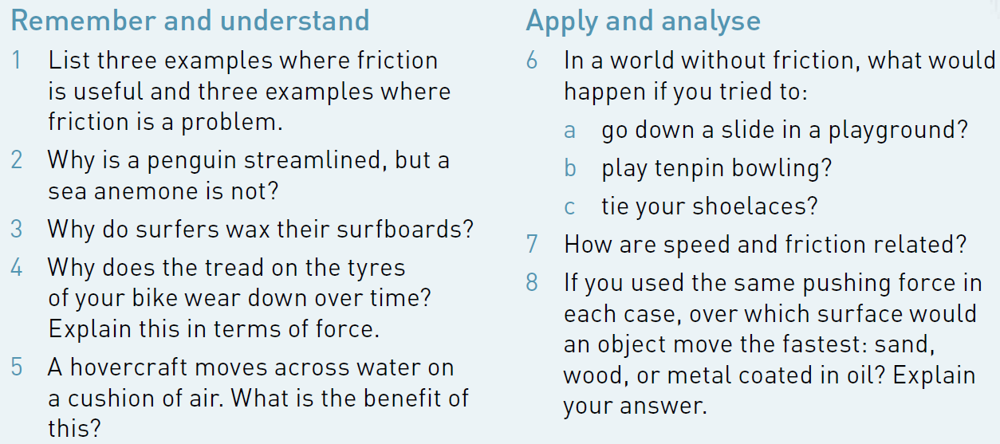 Remember and understand
1 List three examples where friction
is useful and three examples where
friction is a problem.
2 Why is a penguin streamlined, but a
sea anemone is not?
3 Why do surfers wax their surfboards?
4 Why does the tread on the tyres
of your bike wear down over time?
Explain this in terms of force.
5 A hovercraft moves across water on
a cushion of air. What is the benefit of
this?
Apply and analyse
6 In a world without friction, what would
happen if you tried to:
a go down a slide in a playground?
b play tenpin bowling?
c tie your shoelaces?
7 How are speed and friction related?
8 If you used the same pushing force in
each case, over which surface would
an object move the fastest: sand,
wood, or metal coated in oil? Explain
your answer.